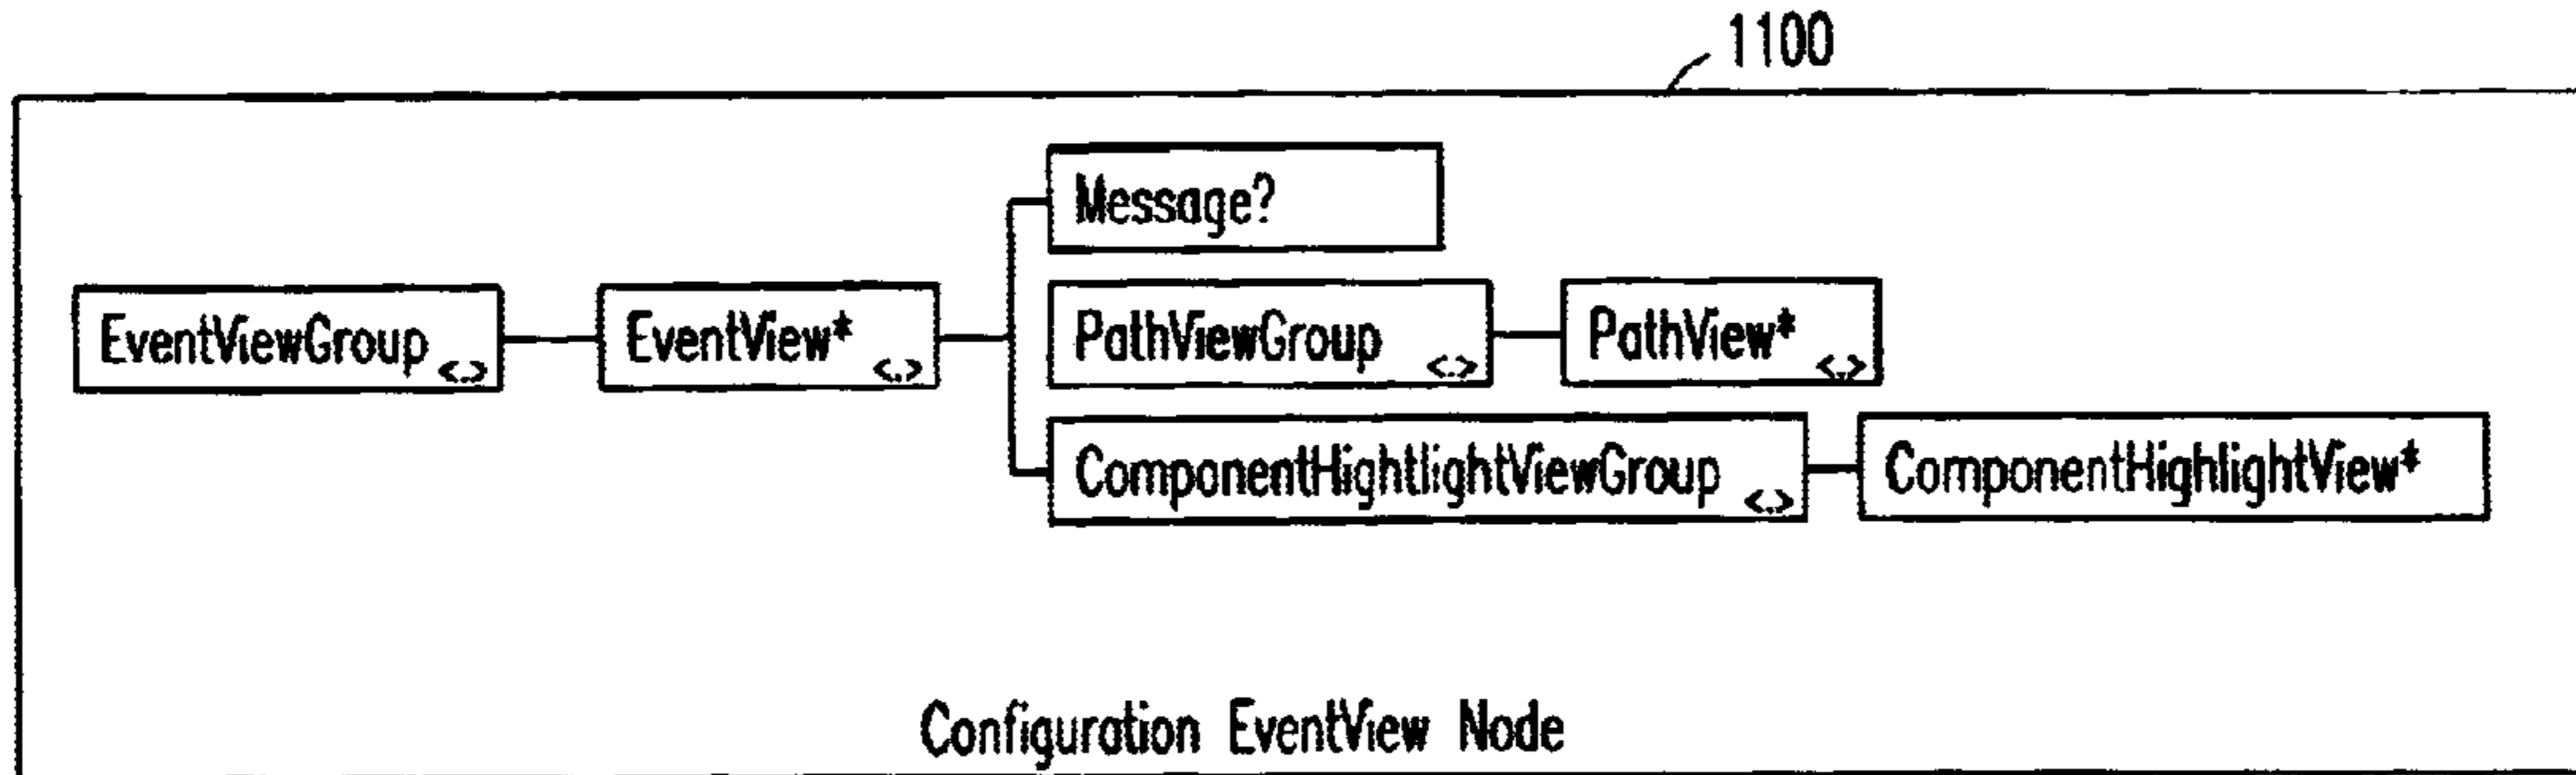 1100
Message?
EventViewGroup <..>
EventView* <..>
PathViewGroup <..>
PathView* <..>
ComponentHightlightViewGroup <..>
ComponentHighlightView*
Configuration EventView Node